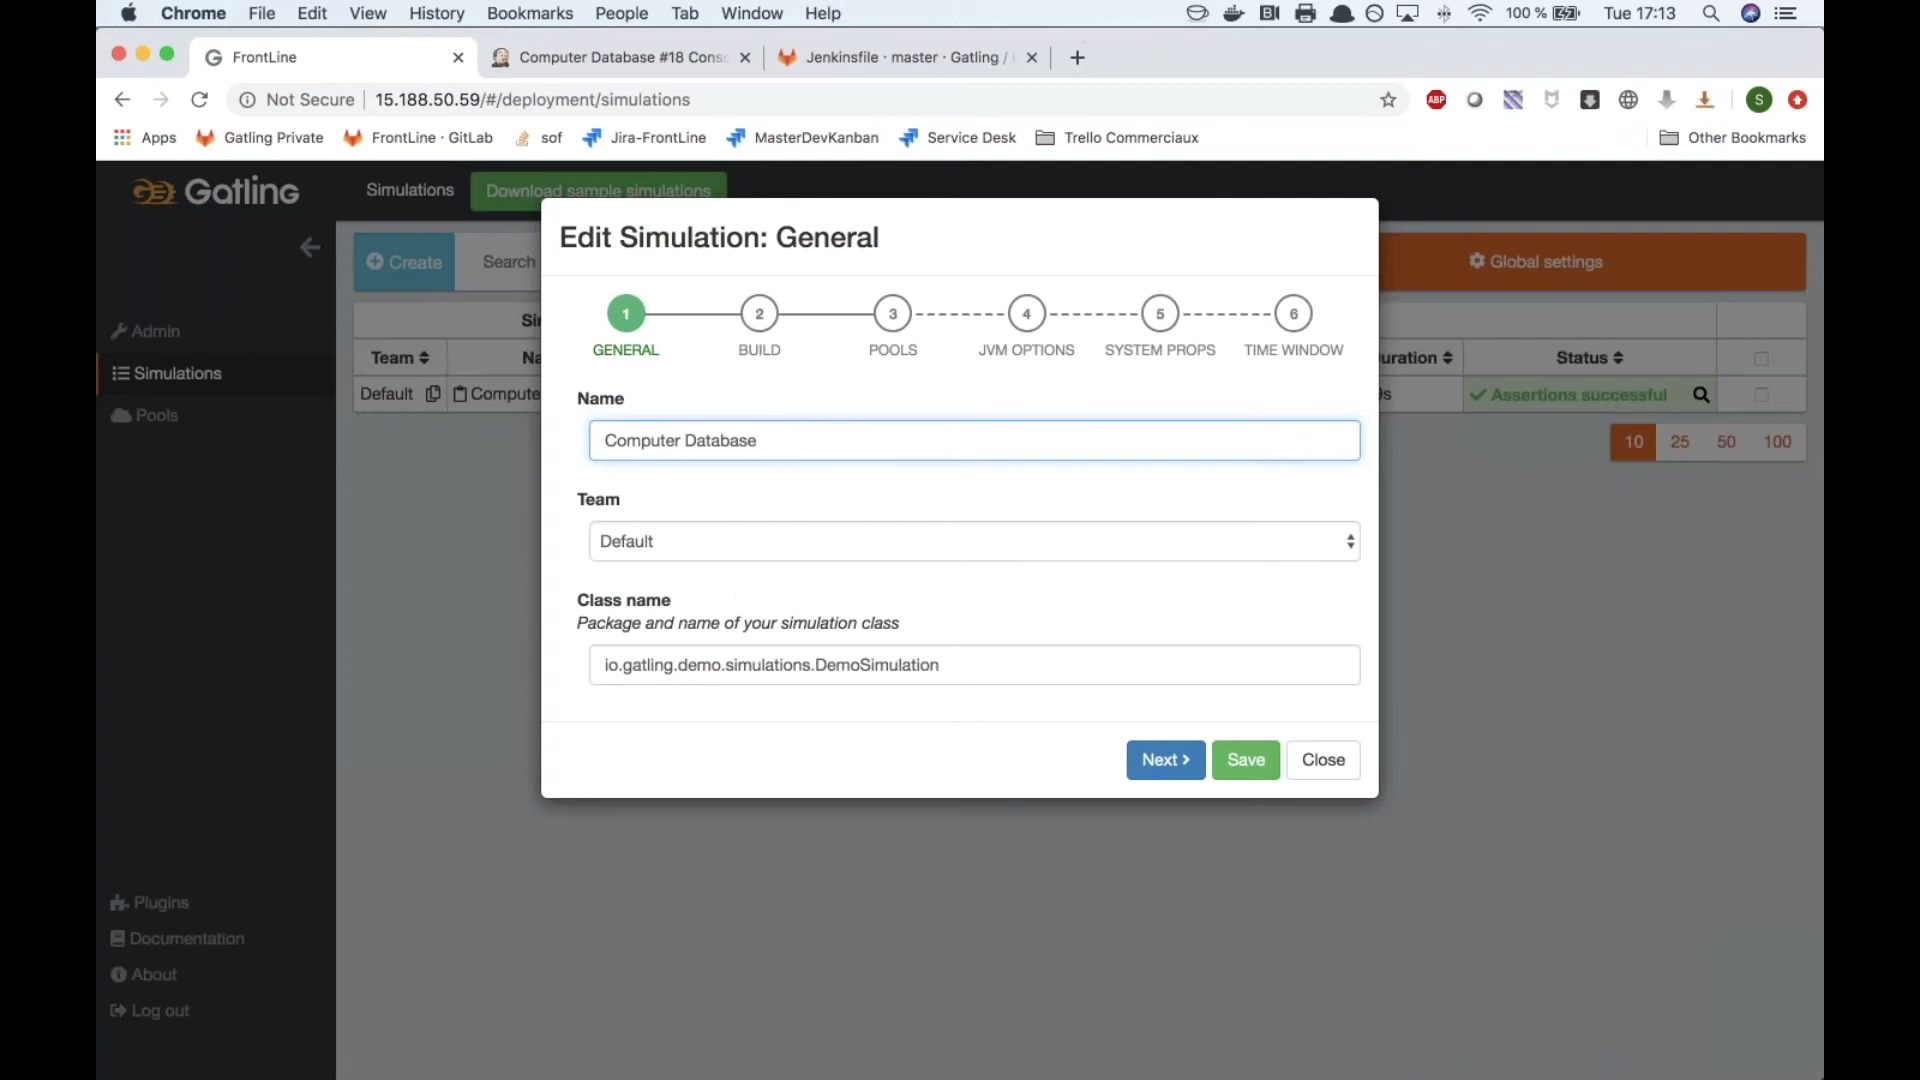 Chrome File Edit View History Bookmarks People Tab Window Help 100 % Tue 17:13
FrontLine Computer Database #18 Conso Jenkinsfile · master · Gatling /
Not Secure 15.188.50.59/#/deployment/simulations ABP S
Apps Gatling Private FrontLine · GitLab sof Jira-FrontLine MasterDevKanban Service Desk Trello Commerciaux Other Bookmarks
Gatling Simulations Download sample simulations
Edit Simulation: General
Create Search Global settings
1 2 3 4 5 6
GENERAL BUILD POOLS JVM OPTIONS SYSTEM PROPS TIME WINDOW
Admin
Simulations
Pools
Si
Team Na uration Status
Default Compute s Assertions successful
10 25 50 100
Name
Computer Database
Team
Default
Class name
Package and name of your simulation class
io.gatling.demo.simulations.DemoSimulation
Next Save Close
Plugins
Documentation
About
Log out